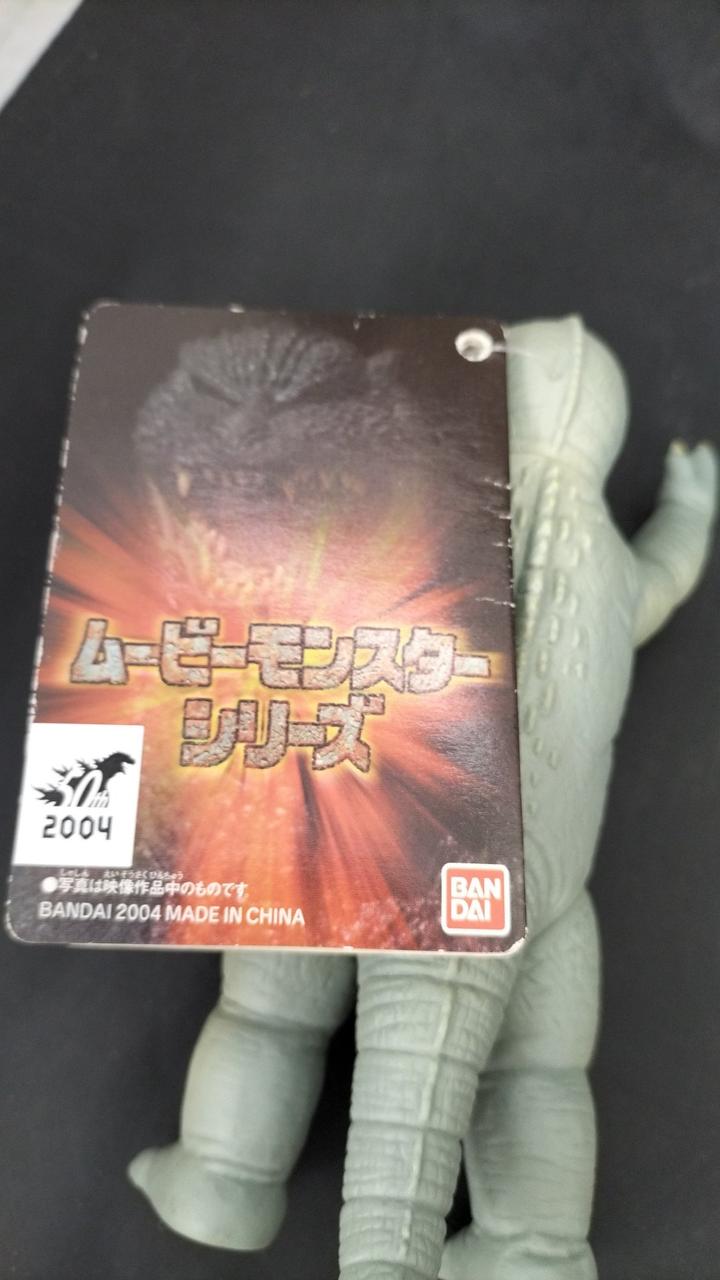 ムービーモンスター
シリーズ
50th
2004
●写真は映像作品中のものです
BANDAI 2004 MADE IN CHINA
BAN
DAI